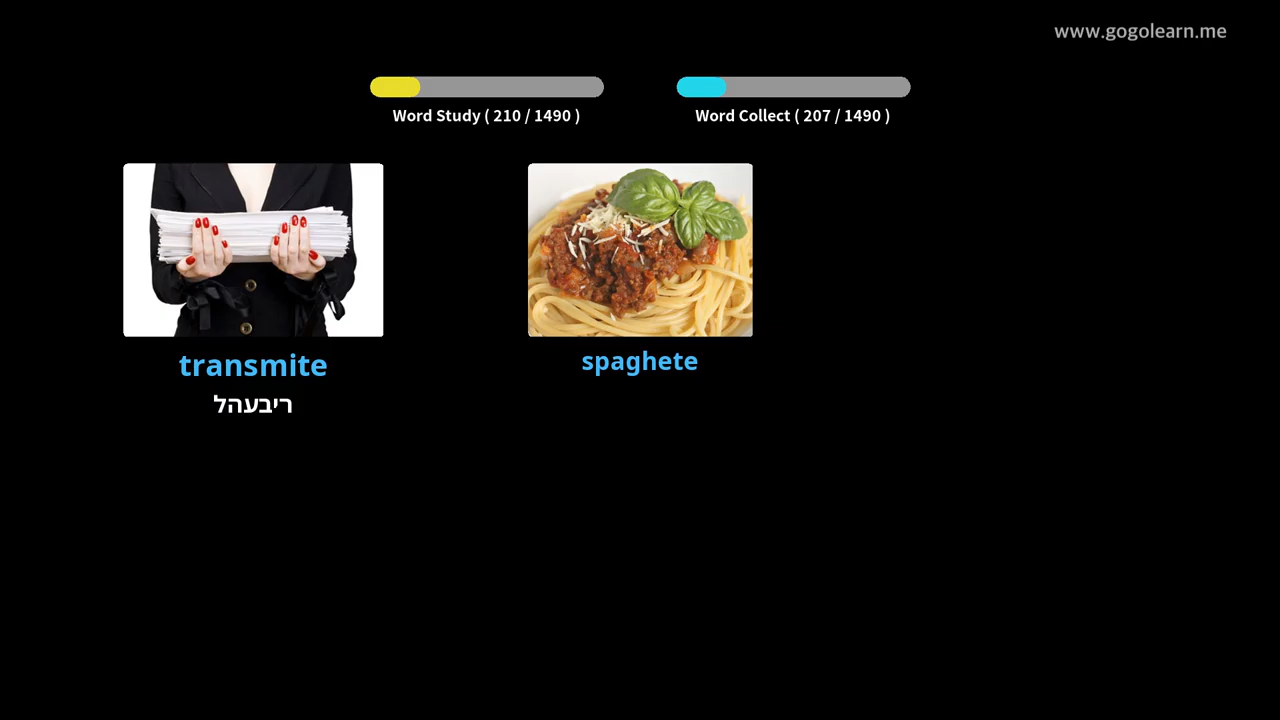 www.gogolearn.me
Word Study ( 210 / 1490 )
Word Collect ( 207 / 1490 )
transmite
ריבעהל
spaghete